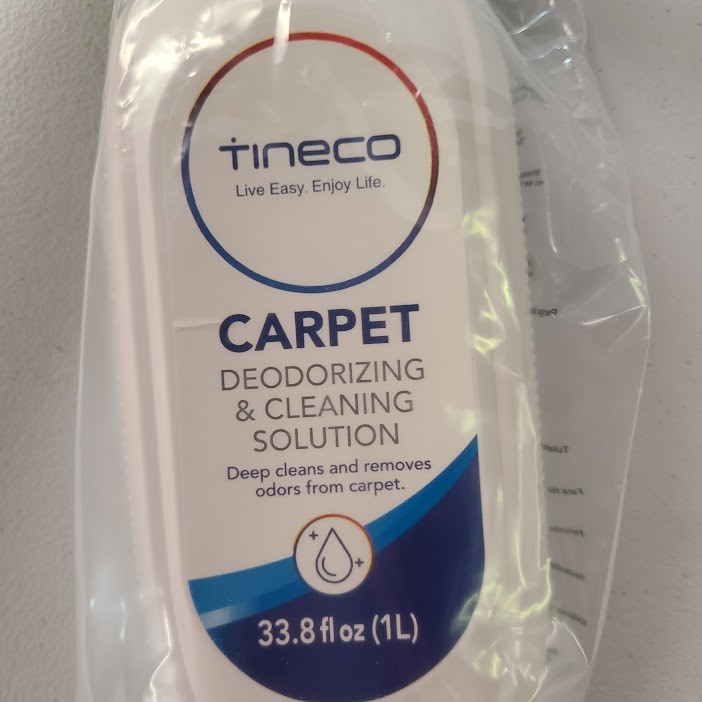 tineco
Live Easy. Enjoy Life.
CARPET
DEODORIZING
& CLEANING
SOLUTION
Deep cleans and removes
odors from carpet.
33.8 fl oz (1L)